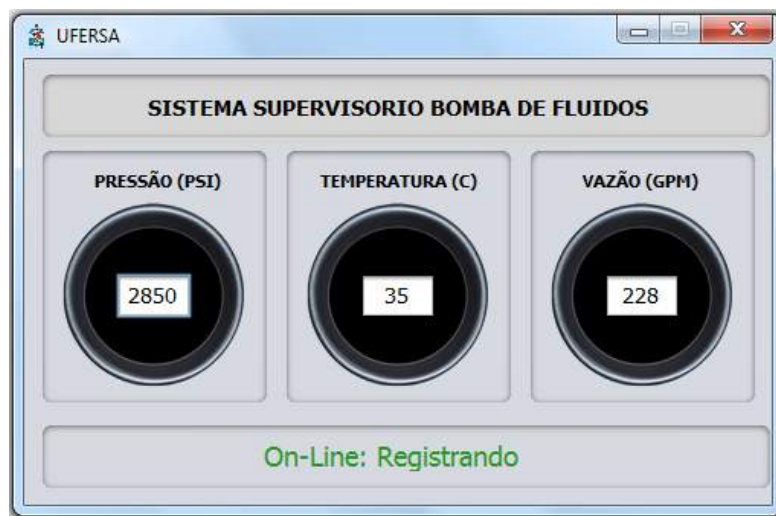 UFERSA
SISTEMA SUPERVISORIO BOMBA DE FLUIDOS
PRESSÃO (PSI)
TEMPERATURA (C)
VAZÃO (GPM)
2850
35
228
On-Line: Registrando